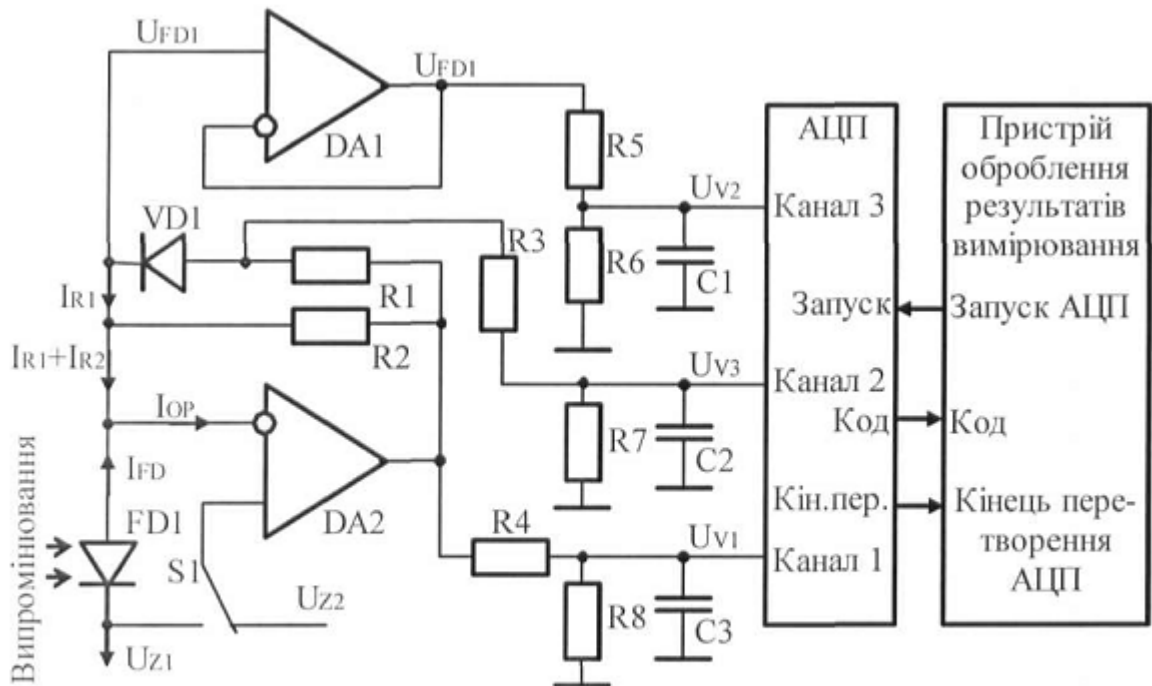 UFD1
UFD1
DA1
R5
UV2
VD1
R3
R1
R6
C1
IR1
R2
IR1+IR2
UV3
IOP
R7
C2
IFD
DA2
R4
FD1
UV1
S1
UZ2
R8
C3
UZ1
Випромінювання
АЦП
Канал 3
Запуск
Канал 2
Код
Кін.пер.
Канал 1
Пристрій
оброблення
результатів
вимірювання
Запуск АЦП
Код
Кінець пере-
творення
АЦП